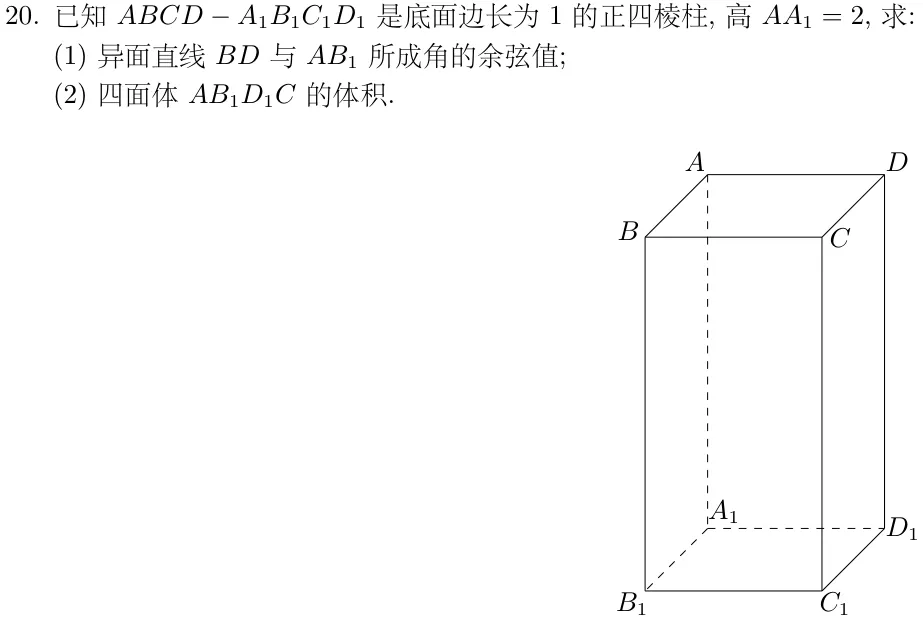 20. 已知 ABCD − A₁B₁C₁D₁ 是底面边长为 1 的正四棱柱, 高 AA₁ = 2, 求:
(1) 异面直线 BD 与 AB₁ 所成角的余弦值;
(2) 四面体 AB₁D₁C 的体积.
A
D
B
C
A₁
D₁
B₁
C₁